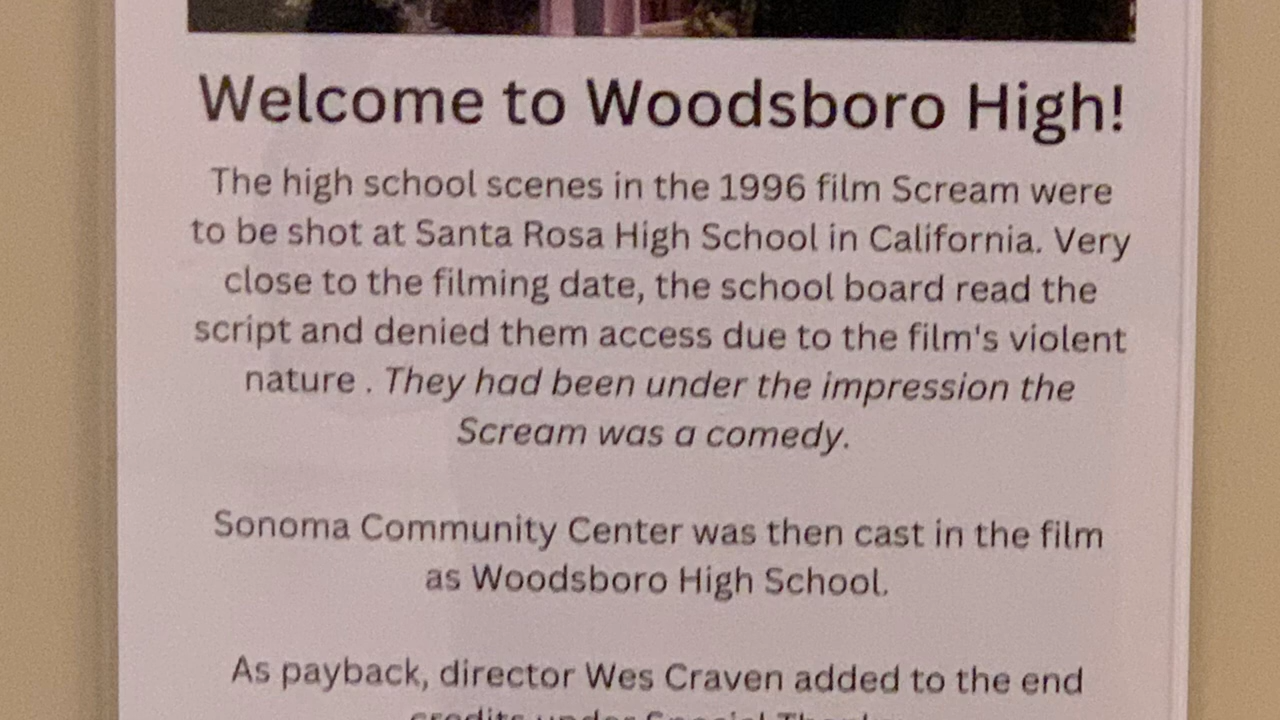 Welcome to Woodsboro High!
The high school scenes in the 1996 film Scream were
to be shot at Santa Rosa High School in California. Very
close to the filming date, the school board read the
script and denied them access due to the film's violent
nature . They had been under the impression the
Scream was a comedy.
Sonoma Community Center was then cast in the film
as Woodsboro High School.
As payback, director Wes Craven added to the end
credits under Special